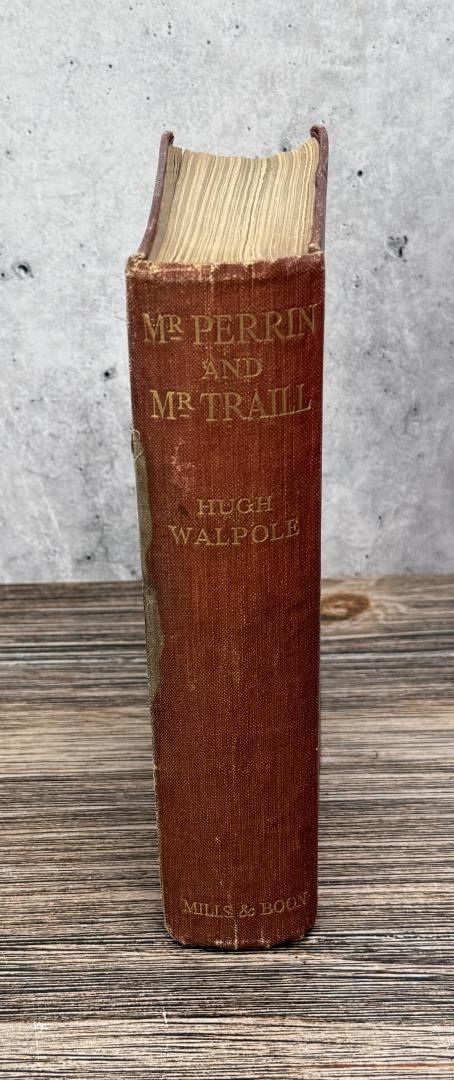 MR PERRIN
AND
MR TRAILL
HUGH
WALPOLE
MILLS & BOON